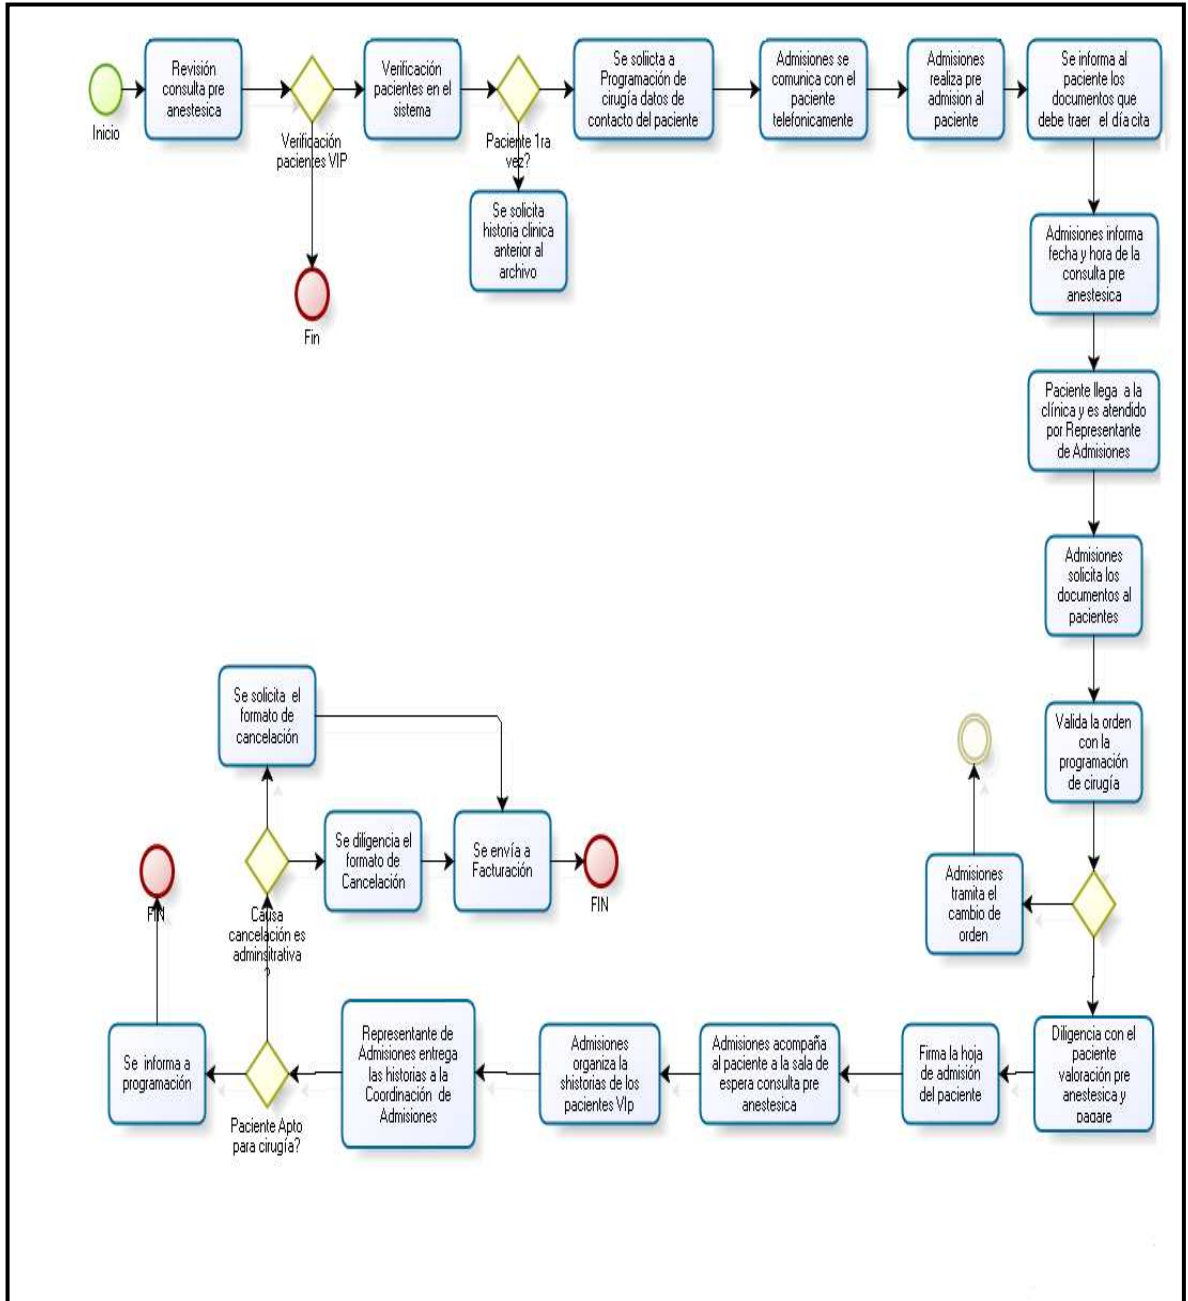 Inicio
Revisión
consulta pre
anestesica
Verificación
pacientes VIP
Fin
Verificación
pacientes en el
sistema
Paciente 1ra
vez?
Se solicita
historia clinica
anterior al
archivo
Se solicta a
Programación de
cirugía datos de
contacto del paciente
Admisiones se
comunica con el
paciente
telefonicamente
Admisiones
realiza pre
admision al
paciente
Se informa al
paciente los
documentos que
debe traer el día cita
Admisiones informa
fecha y hora de la
consulta pre
anestesica
Paciente llega a la
clínica y es atendido
por Representante
de Admisiones
Admisiones
solicita los
documentos al
pacientes
Valida la orden
con la
programación
de cirugía
Admisiones
tramita el
cambio de
orden
Diligencia con el
paciente
valoración pre
anestesica y
pagare
Firma la hoja
de admisión
del paciente
Admisiones acompaña
al paciente a la sala de
espera consulta pre
anestesica
Admisiones
organiza la
shistorias de los
pacientes VIp
Representante de
Admisiones entrega
las historias a la
Coordinación de
Admisiones
Paciente Apto
para cirugía?
Se informa a
programación
FIN
Causa
cancelación es
adminsitrativa
?
Se solicita el
formato de
cancelación
Se diligencia el
formato de
Cancelación
Se envía a
Facturación
FIN